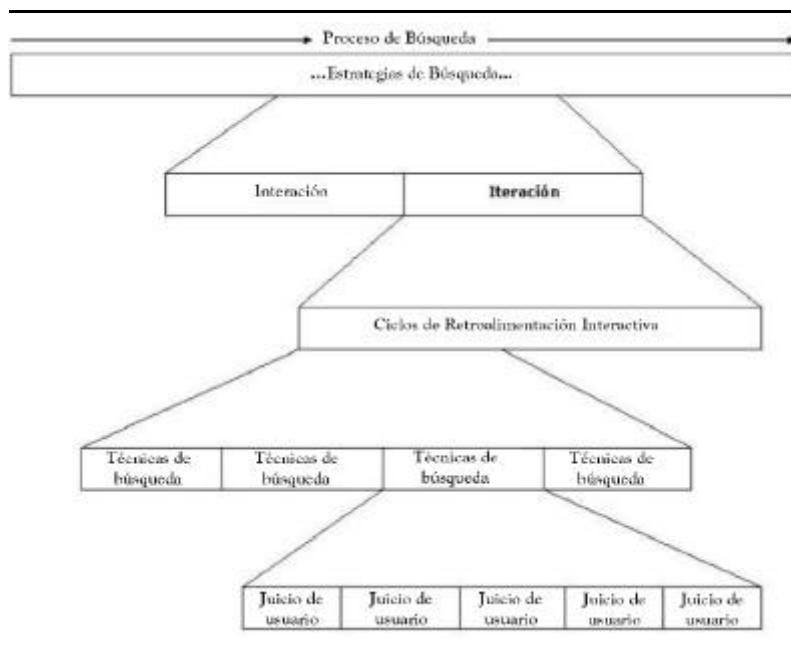 Proceso de Búsqueda
...Estrategias de Búsqueda...
Interación Iteración
Ciclos de Retroalimentación Interactiva
Técnicas de Técnicas de Técnicas de Técnicas de
búsqueda búsqueda búsqueda búsqueda
Juicio de Juicio de Juicio de Juicio de Juicio de
usuario usuario usuario usuario usuario